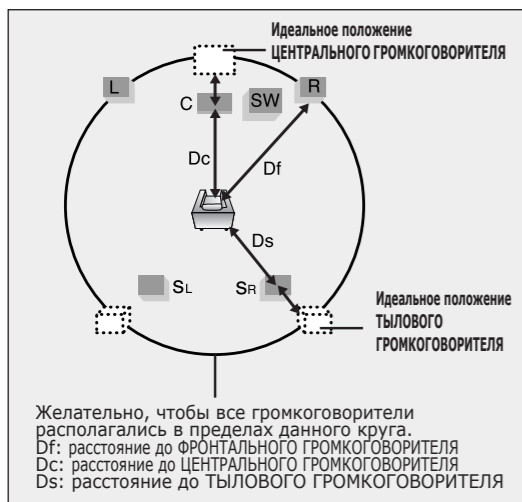 Идеальное положение
ЦЕНТРАЛЬНОГО ГРОМКОГОВОРИТЕЛЯ
L
R
C
SW
Dc
Df
Ds
SL
SR
Идеальное положение
ТЫЛОВОГО
ГРОМКОГОВОРИТЕЛЯ
Желательно, чтобы все громкоговорители
располагались в пределах данного круга.
Df: расстояние до ФРОНТАЛЬНОГО ГРОМКОГОВОРИТЕЛЯ
Dc: расстояние до ЦЕНТРАЛЬНОГО ГРОМКОГОВОРИТЕЛЯ
Ds: расстояние до ТЫЛОВОГО ГРОМКОГОВОРИТЕЛЯ